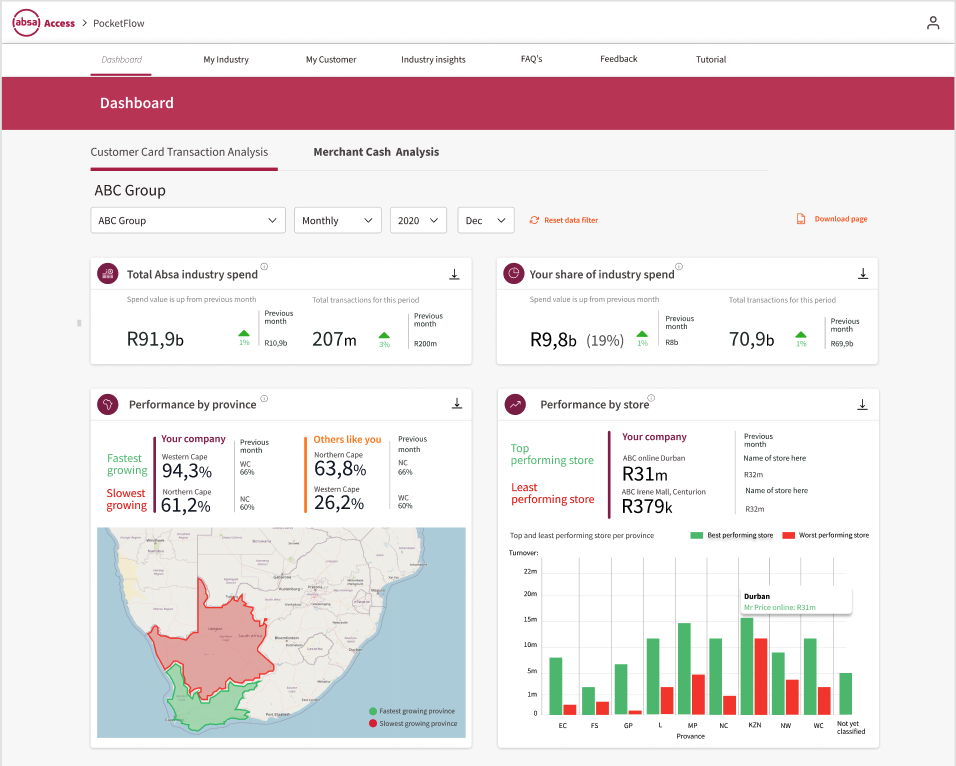 absa Access > PocketFlow
Dashboard My Industry My Customer Industry insights FAQ's Feedback Tutorial
Dashboard
Customer Card Transaction Analysis Merchant Cash Analysis
ABC Group
ABC Group Monthly 2020 Dec Reset data filter Download page
Total Absa industry spend
Spend value is up from previous month Total transactions for this period
R91,9b 1% Previous month R10,9b 207m 3% Previous month R200m
Your share of industry spend
Spend value is up from previous month Total transactions for this period
R9,8b (19%) 1% Previous month R8b 70,9b 1% Previous month R69,9b
Performance by province
Your company Previous month Others like you Previous month
Fastest growing Western Cape 94,3% WC 66% Northern Cape 63,8% NC 66%
Slowest growing Northern Cape 61,2% NC 60% Western Cape 26,2% WC 60%
South Africa
Bloemfontein
Durban
Port Elizabeth
Fastest growing province
Slowest growing province
Performance by store
Your company Previous month
Top performing store ABC online Durban R31m Name of store here R32m
Least performing store ABC Irene Mall, Centurion R379k Name of store here R32m
Top and least performing store per province Best performing store Worst performing store
Turnover:
22m
20m
15m
10m
5m
1m
0
Durban
Mr Price online: R31m
EC FS GP L MP NC KZN NW WC Not yet classified
Provance